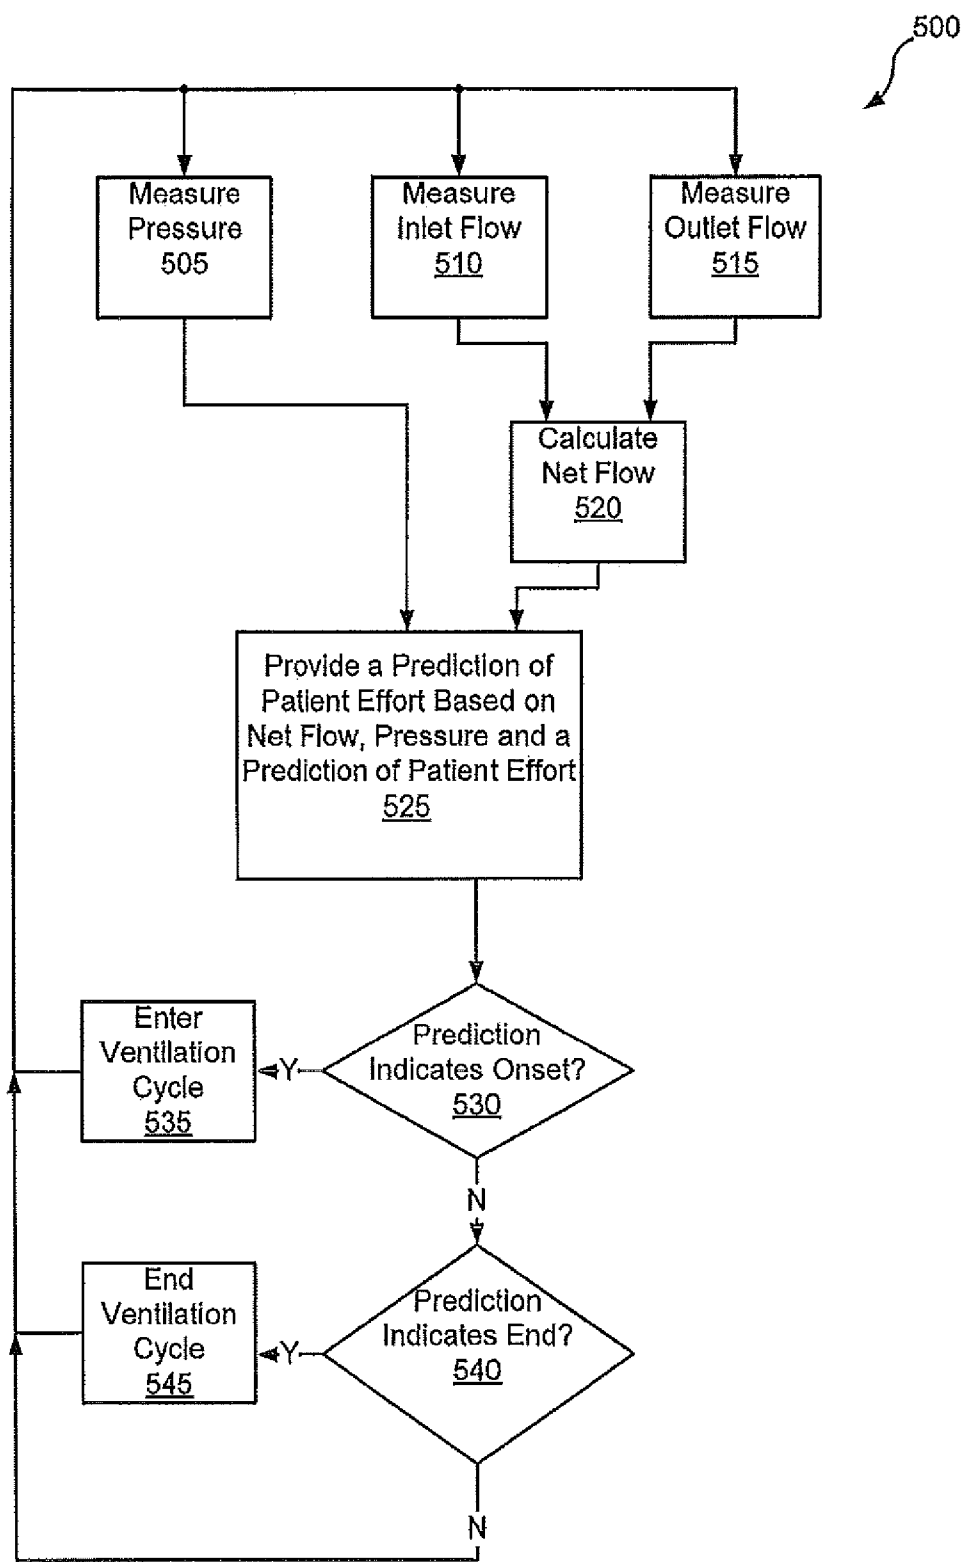 500
Measure
Pressure
505
Measure
Inlet Flow
510
Measure
Outlet Flow
515
Calculate
Net Flow
520
Provide a Prediction of
Patient Effort Based on
Net Flow, Pressure and a
Prediction of Patient Effort
525
Prediction
Indicates Onset?
530
Y
Enter
Ventilation
Cycle
535
N
Prediction
Indicates End?
540
Y
End
Ventilation
Cycle
545
N